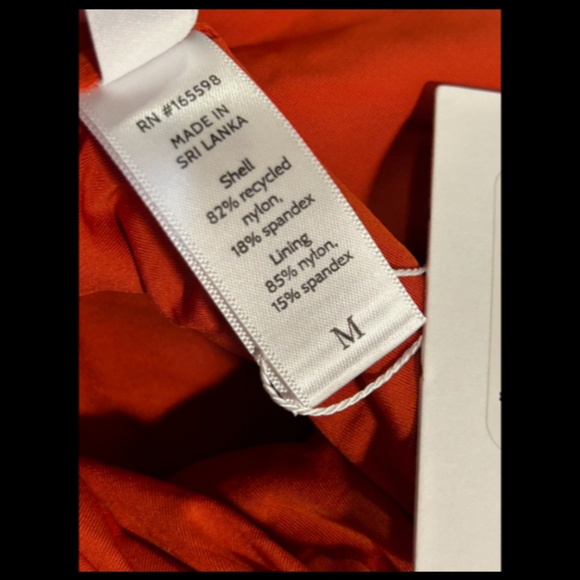 RN #165598
MADE IN
SRI LANKA
Shell
82% recycled
nylon,
18% spandex
Lining
85% nylon,
15% spandex
M